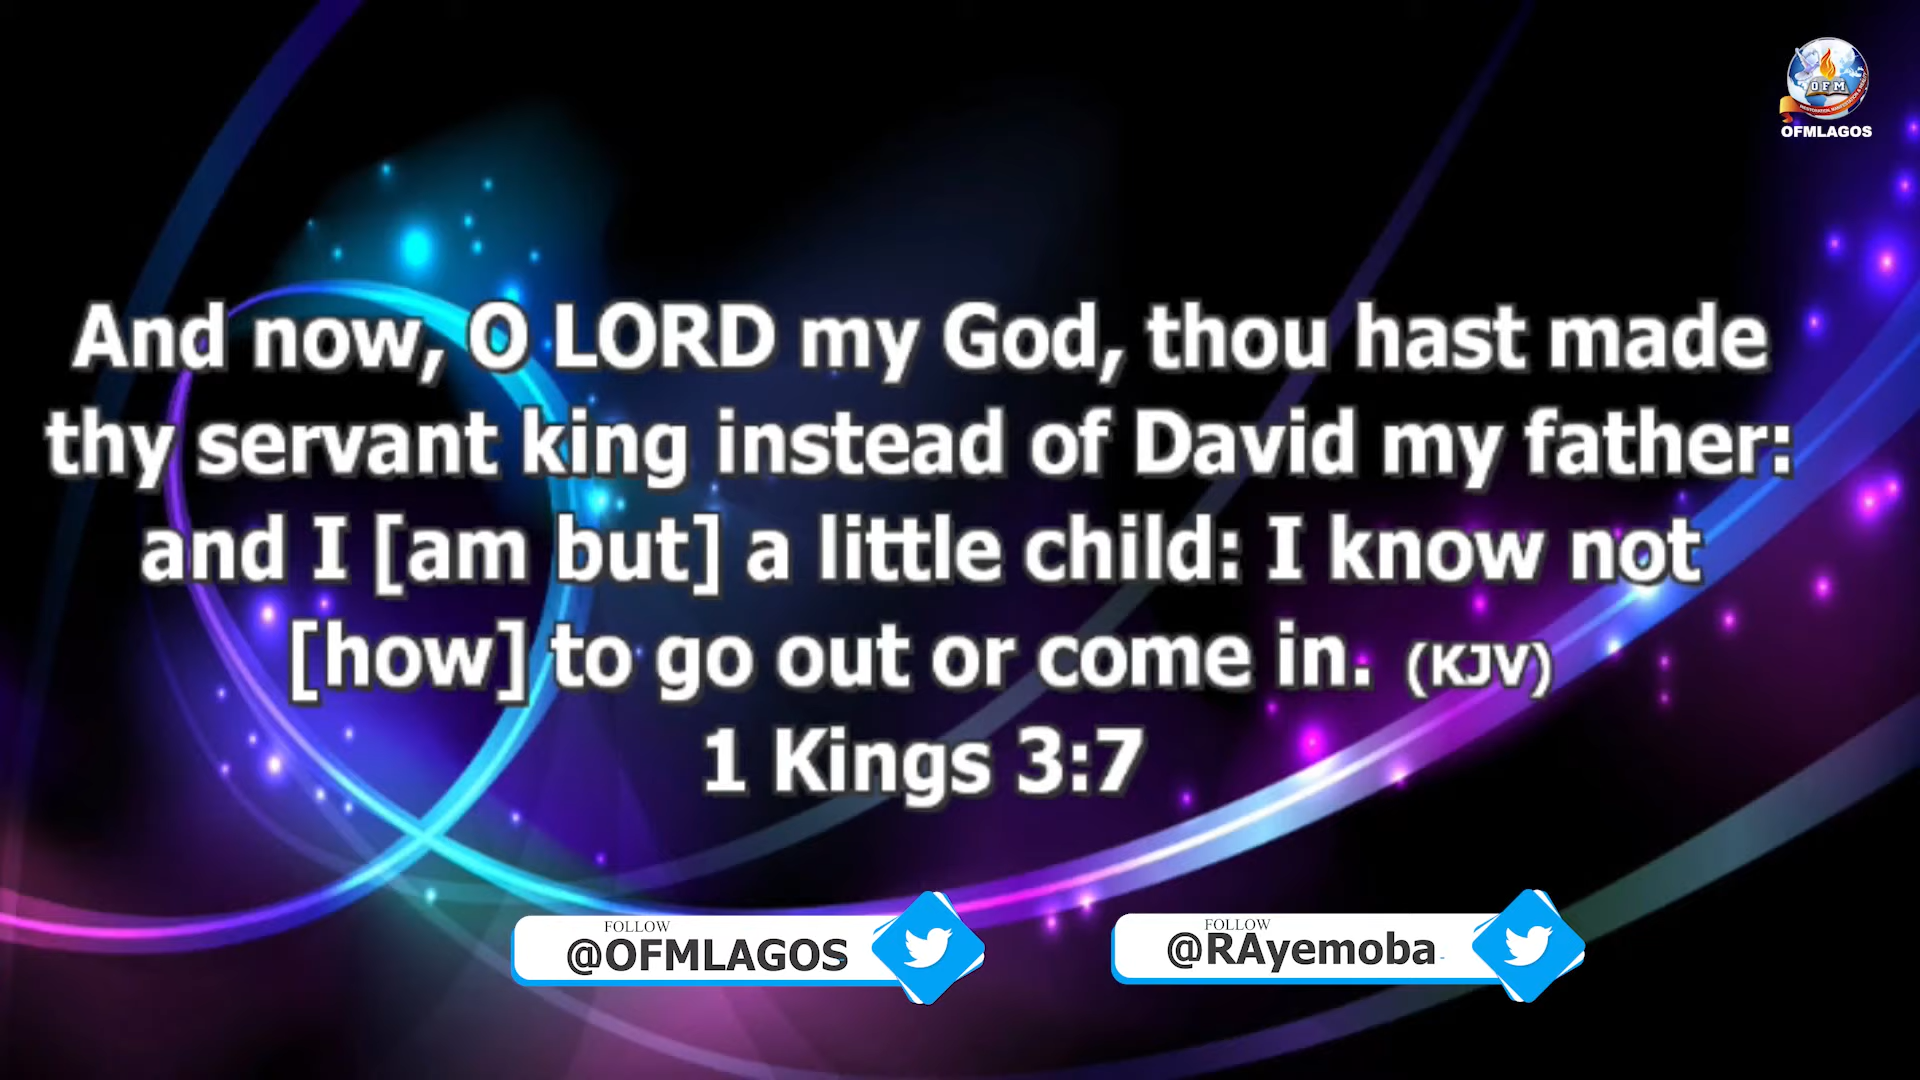 OFM
OFMLAGOS
And now, O LORD my God, thou hast made
thy servant king instead of David my father:
and I [am but] a little child: I know not
[how] to go out or come in. (KJV)
1 Kings 3:7
FOLLOW
@OFMLAGOS
FOLLOW
@RAyemoba